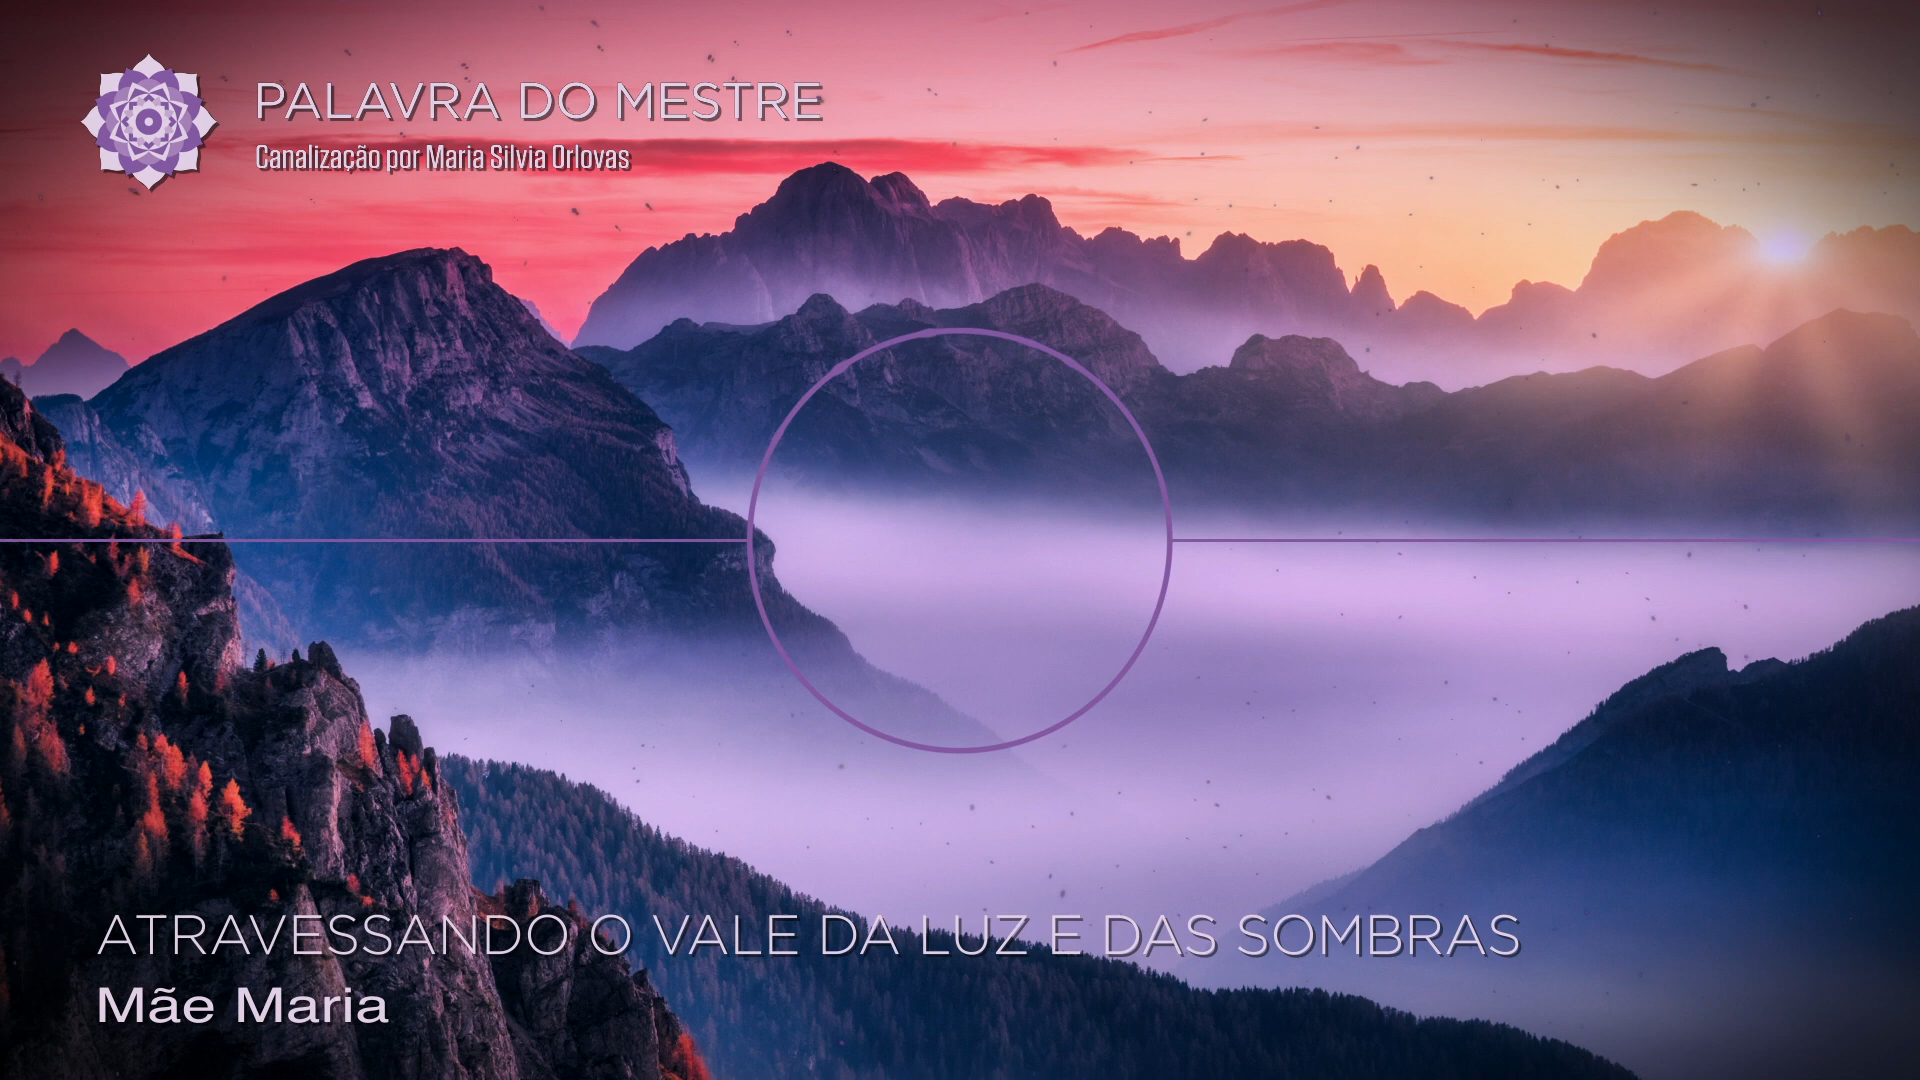 PALAVRA DO MESTRE
Canalização por Maria Silvia Orlovas
ATRAVESSANDO O VALE DA LUZ E DAS SOMBRAS
Mãe Maria